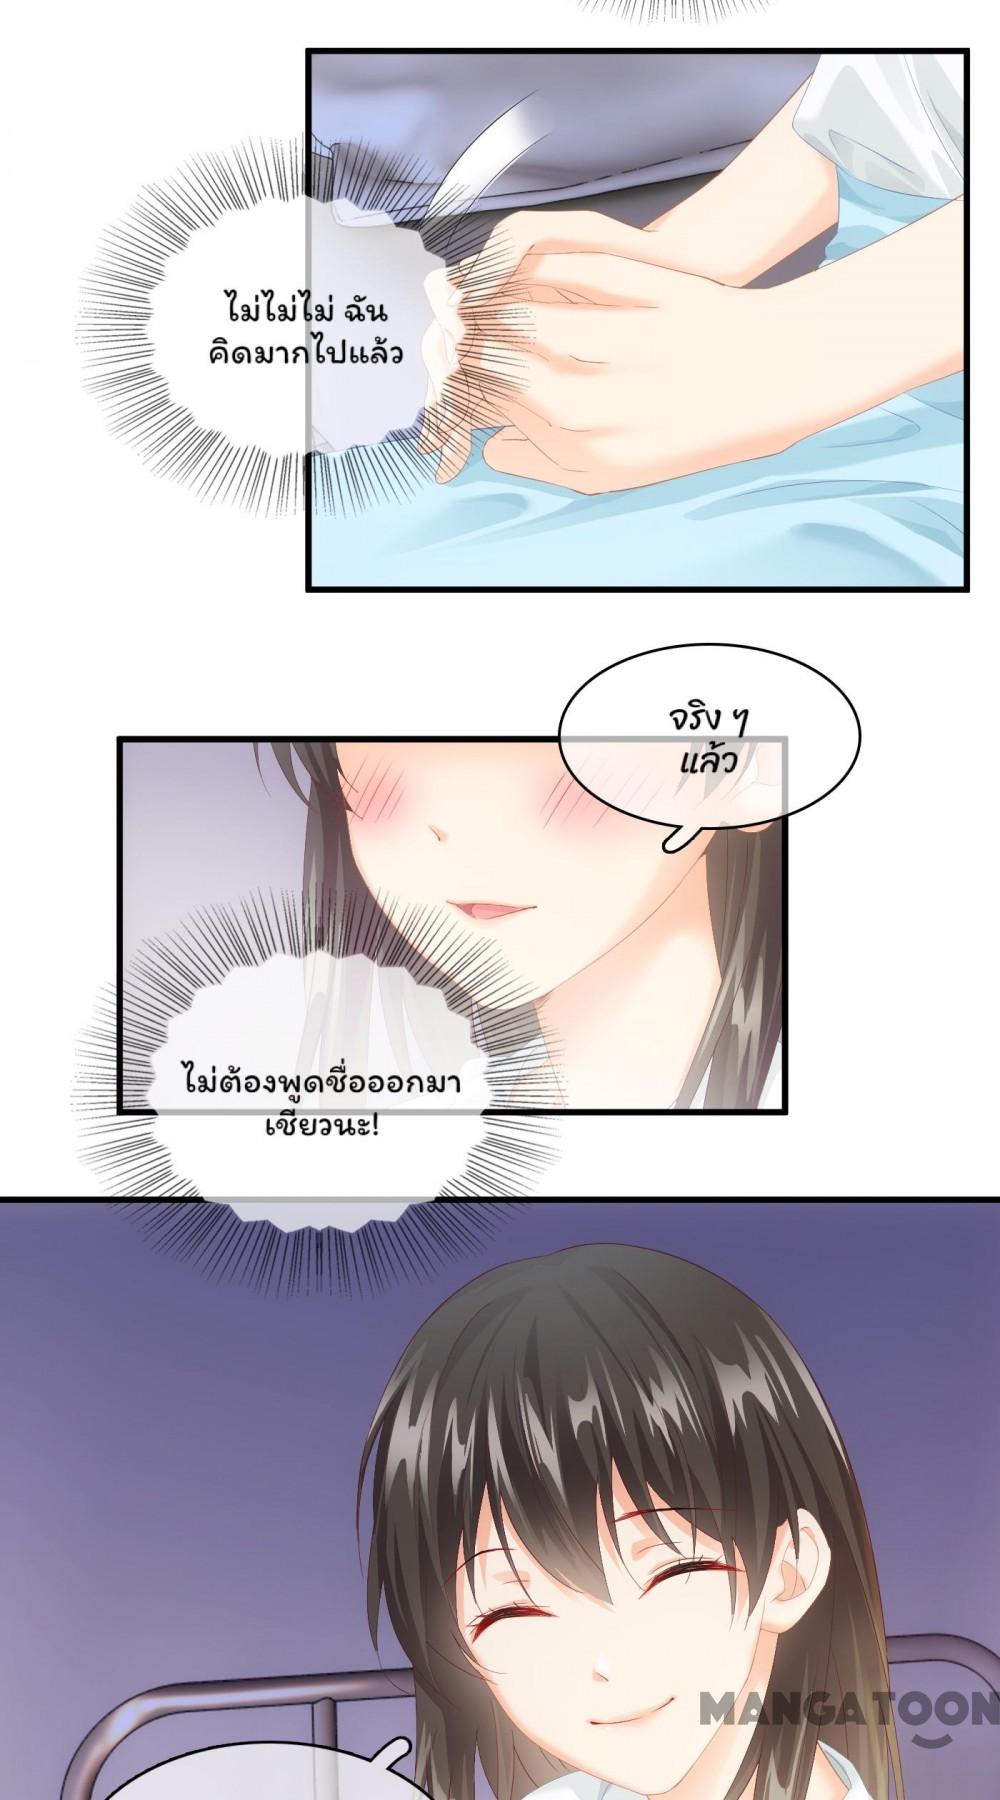 ไม่ไม่ไม่ ฉัน
คิดมากไปแล้ว
จริง ๆ
แล้ว
ไม่ต้องพูดชื่อออกมา
เชียวนะ!
MANGATOON